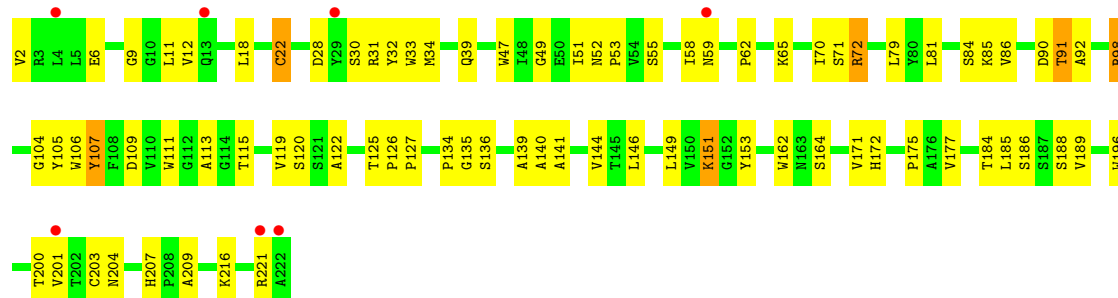 V2 R3 L4 L5 E6 G9 G10 L11 V12 Q13 L18 C22 D28 Y29 S30 R31 Y32 W33 M34 Q39 W47 I48 G49 E50 I51 N52 P53 V54 S55 I58 N59 P62 K65 I70 S71 R72 L79 Y80 L81 S84 K85 V86 D90 T91 A92
G104 Y105 W106 Y107 F108 D109 V110 W111 G112 A113 G114 T115 V119 S120 S121 A122 T125 P126 P127 P134 G135 S136 A139 A140 A141 V144 T145 L146 L149 V150 K151 G152 Y153 W162 N163 S164 V171 H172 P175 A176 V177 T184 L185 S186 S187 S188 V189
T200 V201 T202 C203 N204 H207 P208 A209 K216 R221 A222